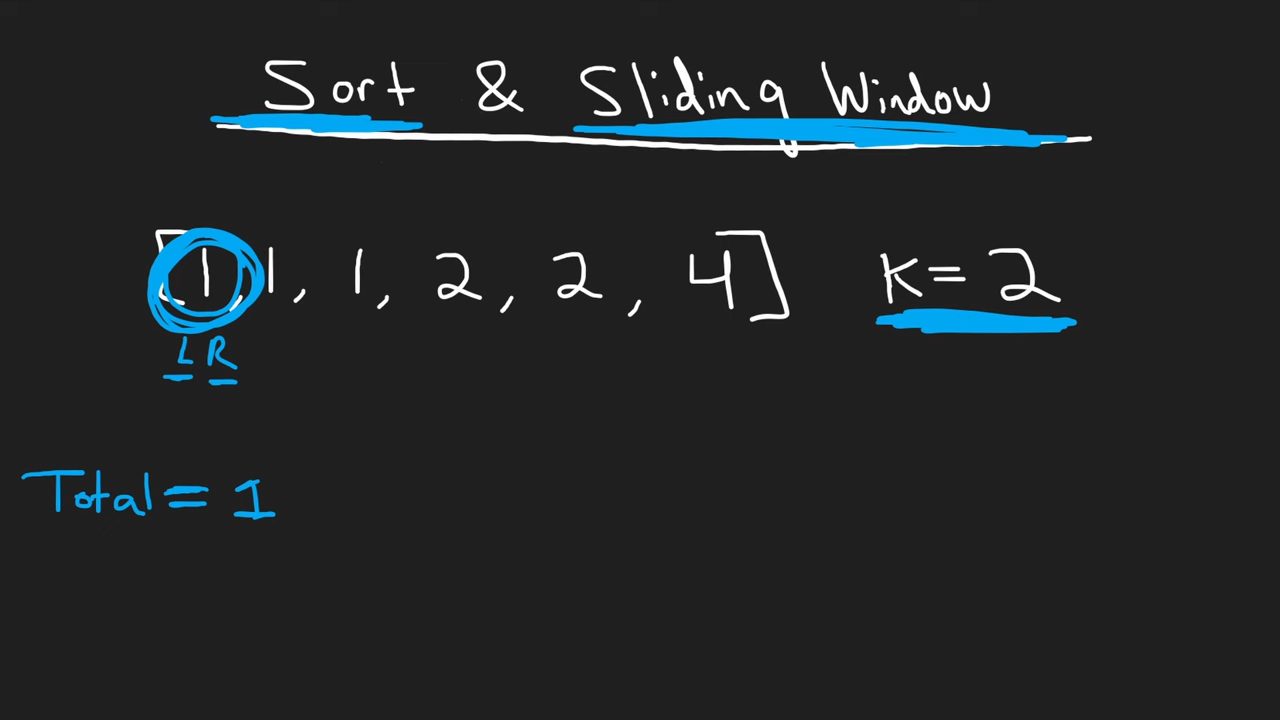 Sort & Sliding Window
[1, 1, 1, 2, 2, 4] K= 2
L R
Total = 1